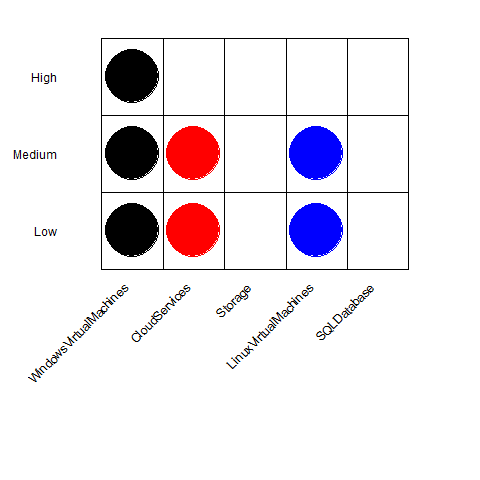 High
Medium
Low
WindowsVirtualMachines
CloudServices
Storage
LinuxVirtualMachines
SQLDatabase